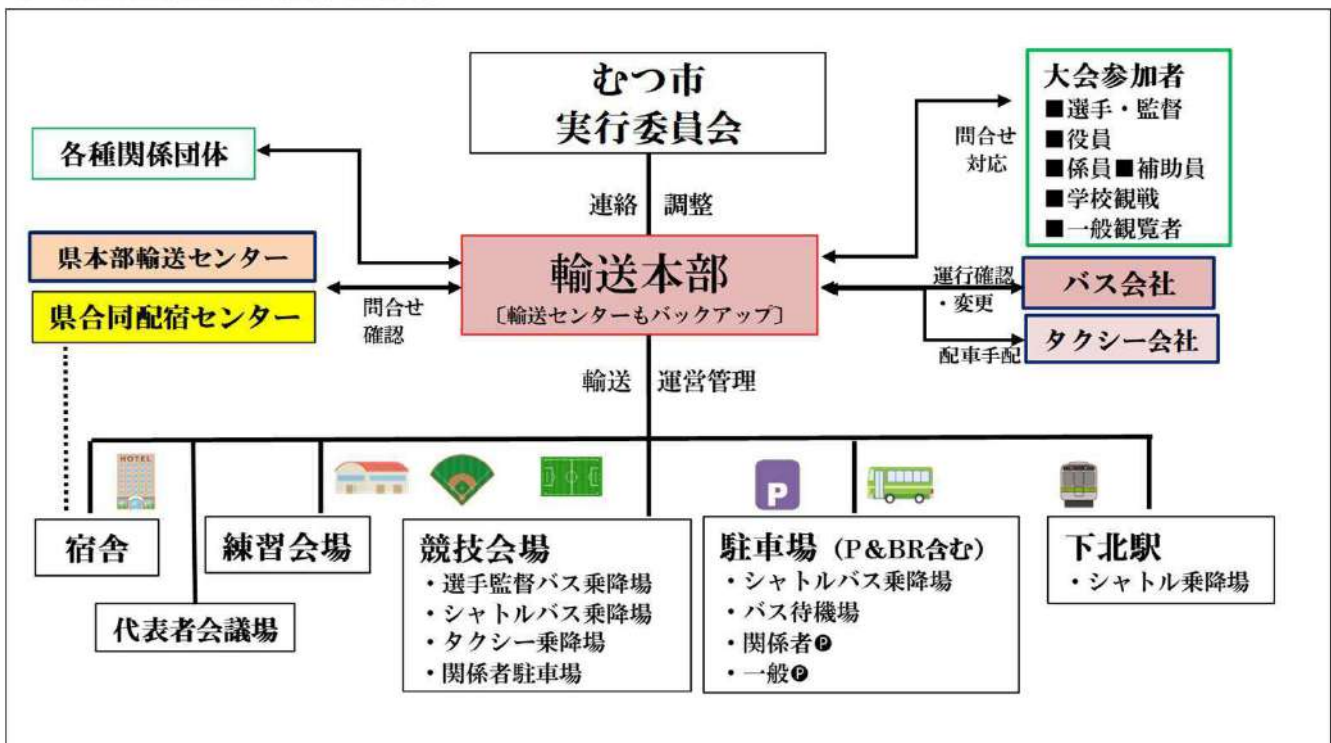 むつ市
実行委員会
大会参加者
■選手・監督
■役員
■係員■補助員
■学校観戦
■一般観覧者
問合せ
対応
各種関係団体
連絡 調整
県本部輸送センター
県合同配宿センター
問合せ
確認
輸送本部
〔輸送センターもバックアップ〕
運行確認
・変更
バス会社
配車手配
タクシー会社
輸送 運営管理
HOTEL
P
宿舎
代表者会議場
練習会場
競技会場
・選手監督バス乗降場
・シャトルバス乗降場
・タクシー乗降場
・関係者駐車場
駐車場（P＆BR含む）
・シャトルバス乗降場
・バス待機場
・関係者🅟
・一般🅟
下北駅
・シャトル乗降場